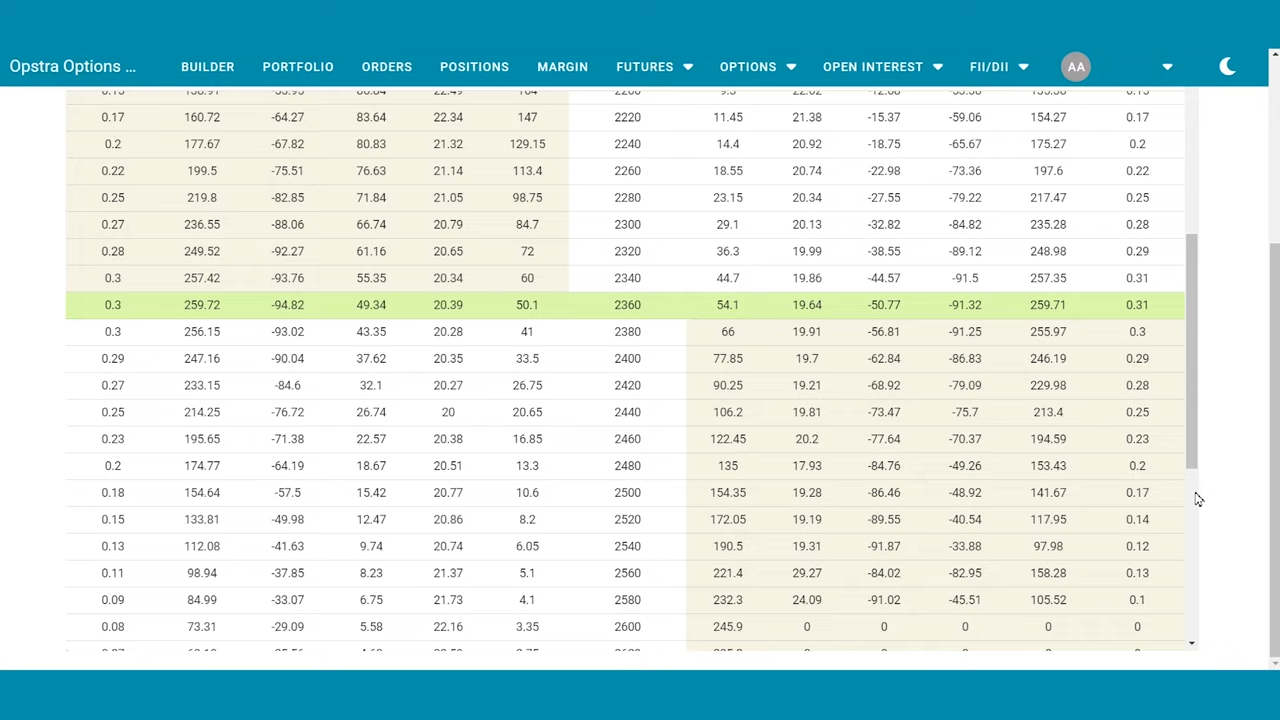 Opstra Options ... BUILDER PORTFOLIO ORDERS POSITIONS MARGIN FUTURES OPTIONS OPEN INTEREST FII/DII AA
0.17 160.72 -64.27 83.64 22.34 147 2220 11.45 21.38 -15.37 -59.06 154.27 0.17
0.2 177.67 -67.82 80.83 21.32 129.15 2240 14.4 20.92 -18.75 -65.67 175.27 0.2
0.22 199.5 -75.51 76.63 21.14 113.4 2260 18.55 20.74 -22.98 -73.36 197.6 0.22
0.25 219.8 -82.85 71.84 21.05 98.75 2280 23.15 20.34 -27.55 -79.22 217.47 0.25
0.27 236.55 -88.06 66.74 20.79 84.7 2300 29.1 20.13 -32.82 -84.82 235.28 0.28
0.28 249.52 -92.27 61.16 20.65 72 2320 36.3 19.99 -38.55 -89.12 248.98 0.29
0.3 257.42 -93.76 55.35 20.34 60 2340 44.7 19.86 -44.57 -91.5 257.35 0.31
0.3 259.72 -94.82 49.34 20.39 50.1 2360 54.1 19.64 -50.77 -91.32 259.71 0.31
0.3 256.15 -93.02 43.35 20.28 41 2380 66 19.91 -56.81 -91.25 255.97 0.3
0.29 247.16 -90.04 37.62 20.35 33.5 2400 77.85 19.7 -62.84 -86.83 246.19 0.29
0.27 233.15 -84.6 32.1 20.27 26.75 2420 90.25 19.21 -68.92 -79.09 229.98 0.28
0.25 214.25 -76.72 26.74 20 20.65 2440 106.2 19.81 -73.47 -75.7 213.4 0.25
0.23 195.65 -71.38 22.57 20.38 16.85 2460 122.45 20.2 -77.64 -70.37 194.59 0.23
0.2 174.77 -64.19 18.67 20.51 13.3 2480 135 17.93 -84.76 -49.26 153.43 0.2
0.18 154.64 -57.5 15.42 20.77 10.6 2500 154.35 19.28 -86.46 -48.92 141.67 0.17
0.15 133.81 -49.98 12.47 20.86 8.2 2520 172.05 19.19 -89.55 -40.54 117.95 0.14
0.13 112.08 -41.63 9.74 20.74 6.05 2540 190.5 19.31 -91.87 -33.88 97.98 0.12
0.11 98.94 -37.85 8.23 21.37 5.1 2560 221.4 29.27 -84.02 -82.95 158.28 0.13
0.09 84.99 -33.07 6.75 21.73 4.1 2580 232.3 24.09 -91.02 -45.51 105.52 0.1
0.08 73.31 -29.09 5.58 22.16 3.35 2600 245.9 0 0 0 0 0